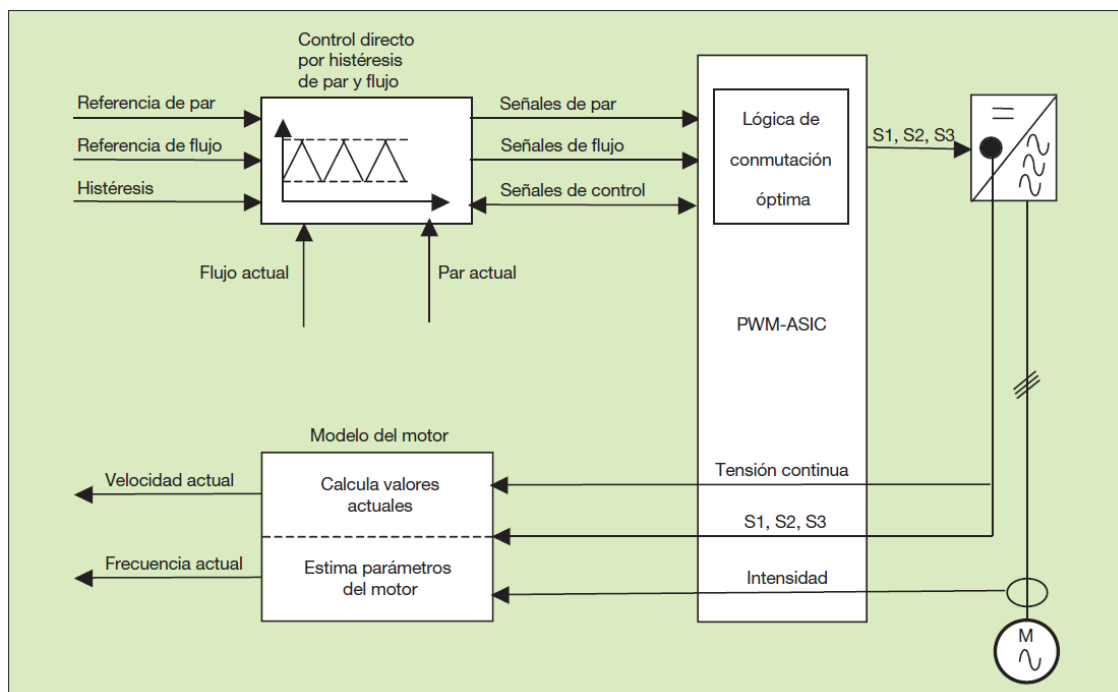 Control directo
por histéresis
de par y flujo
Referencia de par
Referencia de flujo
Histéresis
Señales de par
Señales de flujo
Señales de control
Lógica de
conmutación
óptima
S1, S2, S3
Flujo actual
Par actual
PWM-ASIC
Modelo del motor
Velocidad actual
Calcula valores
actuales
Tensión continua
S1, S2, S3
Frecuencia actual
Estima parámetros
del motor
Intensidad
M